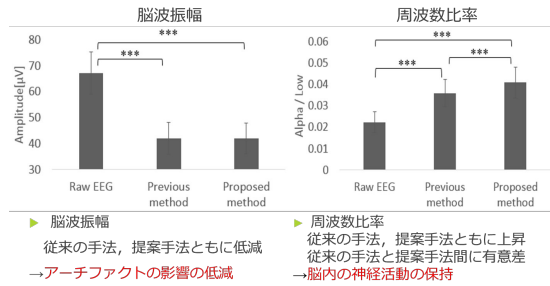 脳波振幅
周波数比率
80
70
60
50
40
30
Amplitude[μV]
***
***
Raw EEG
Previous method
Proposed method
0.06
0.05
0.04
0.03
0.02
0.01
0
Alpha / Low
***
***
***
Raw EEG
Previous method
Proposed method
脳波振幅
従来の手法，提案手法ともに低減
→アーチファクトの影響の低減
周波数比率
従来の手法，提案手法ともに上昇
従来の手法と提案手法間に有意差
→脳内の神経活動の保持